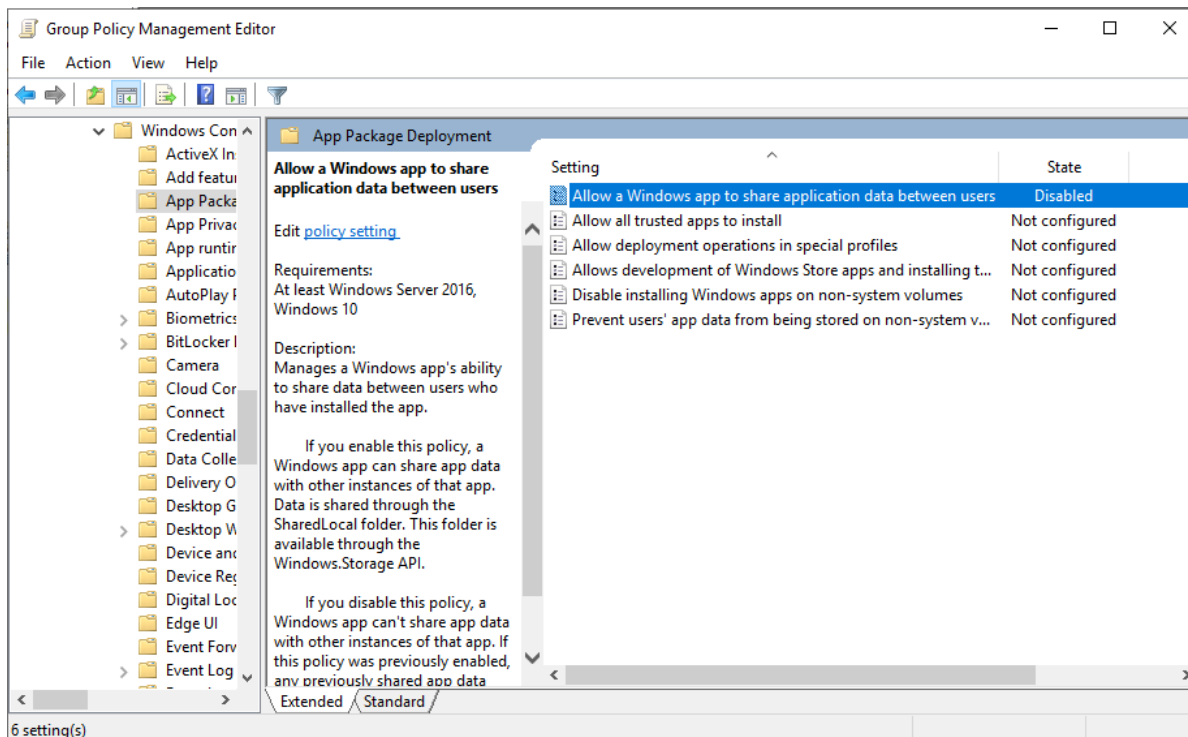 Group Policy Management Editor
File Action View Help
Windows Con
ActiveX In
Add featur
App Packa
App Privac
App runtir
Applicatio
AutoPlay P
Biometrics
BitLocker I
Camera
Cloud Cor
Connect
Credential
Data Colle
Delivery O
Desktop G
Desktop W
Device and
Device Reg
Digital Loc
Edge UI
Event Forw
Event Log
App Package Deployment
Allow a Windows app to share
application data between users
Edit policy setting
Requirements:
At least Windows Server 2016,
Windows 10
Description:
Manages a Windows app's ability
to share data between users who
have installed the app.
If you enable this policy, a
Windows app can share app data
with other instances of that app.
Data is shared through the
SharedLocal folder. This folder is
available through the
Windows.Storage API.
If you disable this policy, a
Windows app can't share app data
with other instances of that app. If
this policy was previously enabled,
any previously shared app data
Setting State
Allow a Windows app to share application data between users Disabled
Allow all trusted apps to install Not configured
Allow deployment operations in special profiles Not configured
Allows development of Windows Store apps and installing t... Not configured
Disable installing Windows apps on non-system volumes Not configured
Prevent users' app data from being stored on non-system v... Not configured
Extended Standard
6 setting(s)